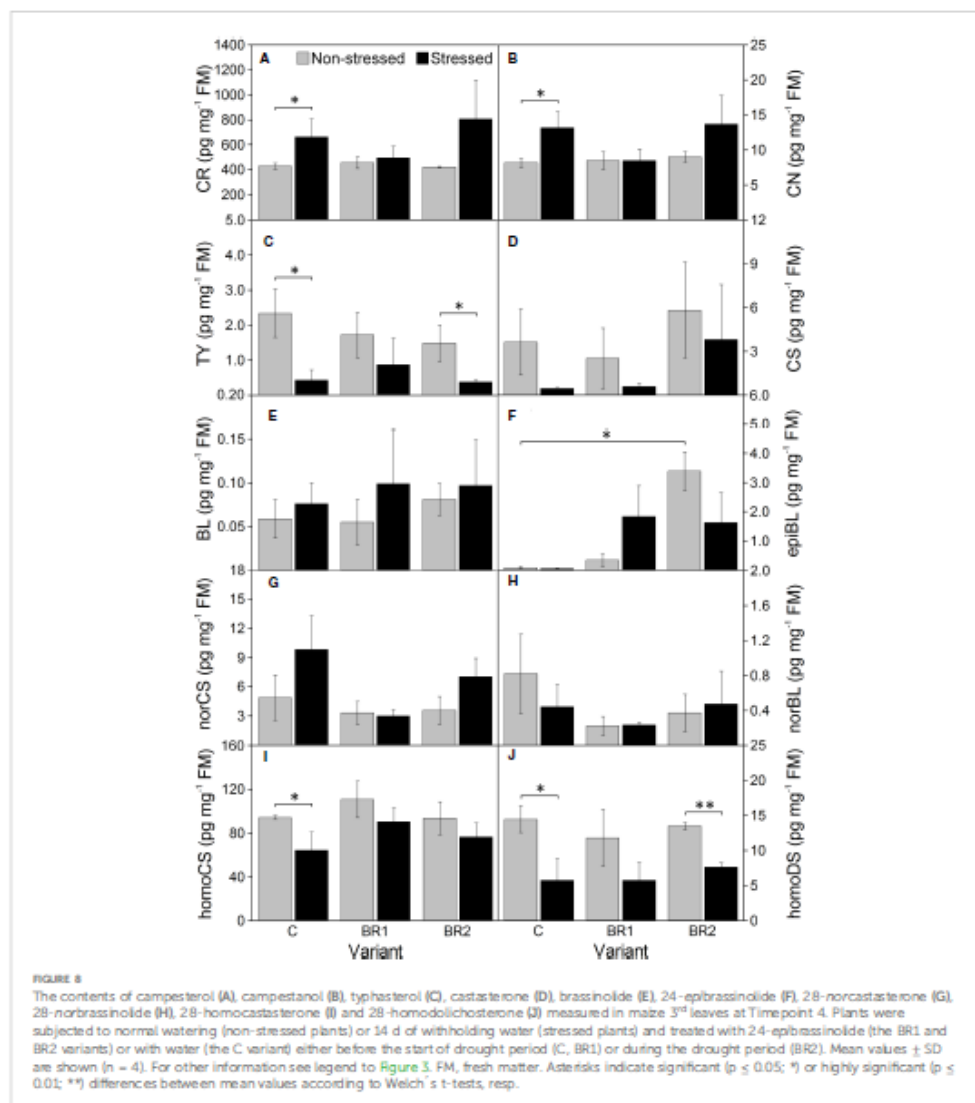 A
Non-stressed
Stressed
B
1400
1200
1000
800
600
400
200
5.0
CR (pg mg⁻¹ FM)
*
25
20
15
10
5
12
CN (pg mg⁻¹ FM)
*
C
4.0
3.0
2.0
1.0
0.20
TY (pg mg⁻¹ FM)
*
*
D
9
6
3
6.0
CS (pg mg⁻¹ FM)
E
0.15
0.10
0.05
18
BL (pg mg⁻¹ FM)
F
*
5.0
4.0
3.0
2.0
1.0
2.0
epiBL (pg mg⁻¹ FM)
G
15
12
9
6
3
160
norCS (pg mg⁻¹ FM)
H
1.6
1.2
0.8
0.4
25
norBL (pg mg⁻¹ FM)
I
120
80
40
0
homoCS (pg mg⁻¹ FM)
*
J
20
15
10
5
0
homoDS (pg mg⁻¹ FM)
*
**
C BR1 BR2
Variant
C BR1 BR2
Variant
FIGURE 8
The contents of campesterol (A), campestanol (B), typhasterol (C), castasterone (D), brassinolide (E), 24-epibrassinolide (F), 28-norcastasterone (G),
28-norbrassinolide (H), 28-homocastasterone (I) and 28-homodolichosterone (J) measured in maize 3rd leaves at Timepoint 4. Plants were
subjected to normal watering (non-stressed plants) or 14 d of withholding water (stressed plants) and treated with 24-epibrassinolide (the BR1 and
BR2 variants) or with water (the C variant) either before the start of drought period (C, BR1) or during the drought period (BR2). Mean values ± SD
are shown (n = 4). For other information see legend to Figure 3. FM, fresh matter. Asterisks indicate significant (p ≤ 0.05; *) or highly significant (p ≤
0.01; **) differences between mean values according to Welch´s t-tests, resp.